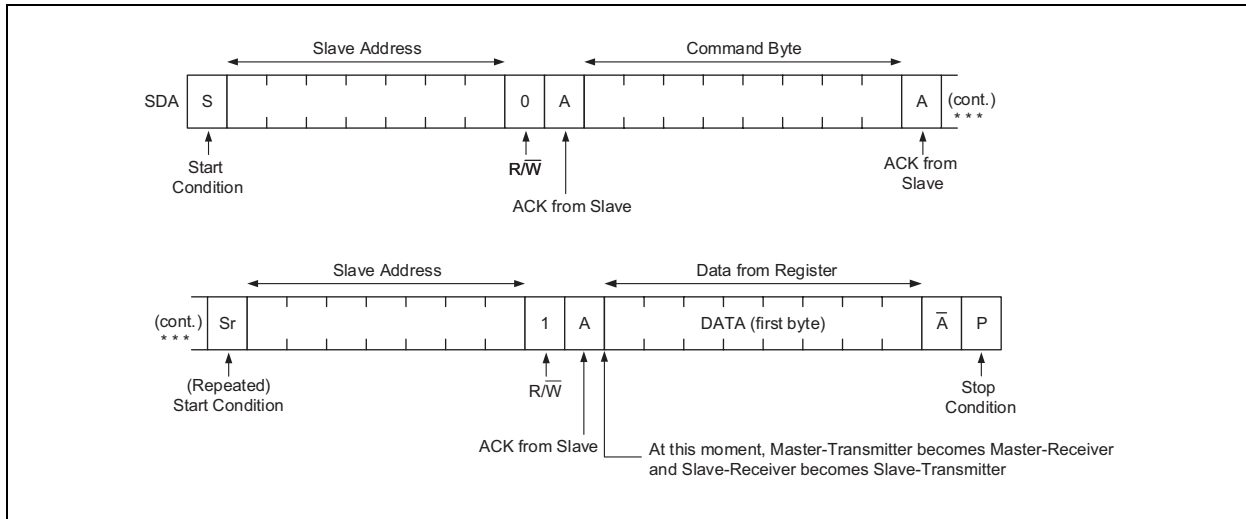 Slave Address
Command Byte
SDA
S
0
A
A
(cont.)
* * *
Start
Condition
R/W̅
ACK from Slave
ACK from
Slave
Slave Address
Data from Register
(cont.)
* * *
Sr
1
A
DATA (first byte)
A̅
P
(Repeated)
Start Condition
R/W̅
Stop
Condition
ACK from Slave
At this moment, Master-Transmitter becomes Master-Receiver
and Slave-Receiver becomes Slave-Transmitter